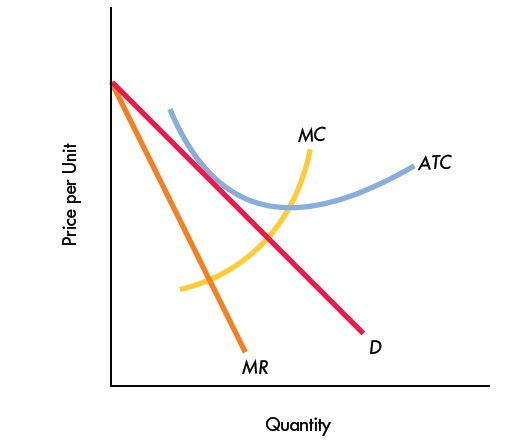 MC
ATC
Price per Unit
D
MR
Quantity